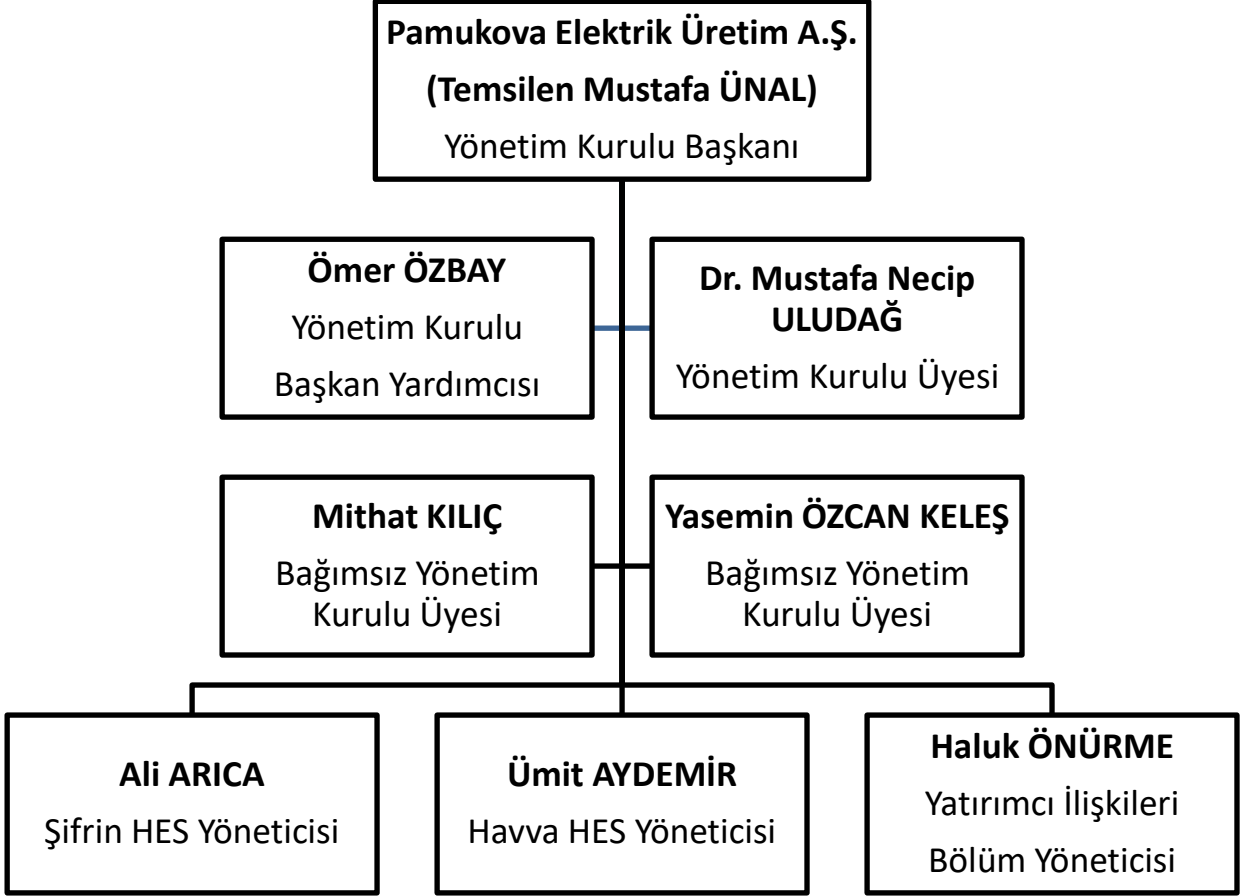 Pamukova Elektrik Üretim A.Ş.
(Temsilen Mustafa ÜNAL)
Yönetim Kurulu Başkanı
Ömer ÖZBAY
Yönetim Kurulu
Başkan Yardımcısı
Dr. Mustafa Necip
ULUDAĞ
Yönetim Kurulu Üyesi
Mithat KILIÇ
Bağımsız Yönetim
Kurulu Üyesi
Yasemin ÖZCAN KELEŞ
Bağımsız Yönetim
Kurulu Üyesi
Ali ARICA
Şifrin HES Yöneticisi
Ümit AYDEMİR
Havva HES Yöneticisi
Haluk ÖNÜRME
Yatırımcı İlişkileri
Bölüm Yöneticisi